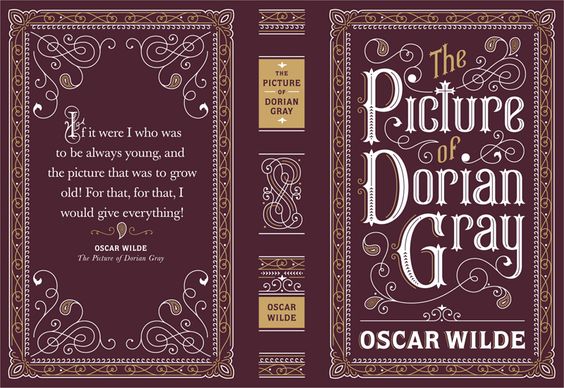 If it were I who was
to be always young, and
the picture that was to grow
old! For that, for that, I
would give everything!
OSCAR WILDE
The Picture of Dorian Gray
THE
PICTURE
OF
DORIAN
GRAY
OSCAR
WILDE
The
Picture
of
Dorian
Gray
OSCAR WILDE